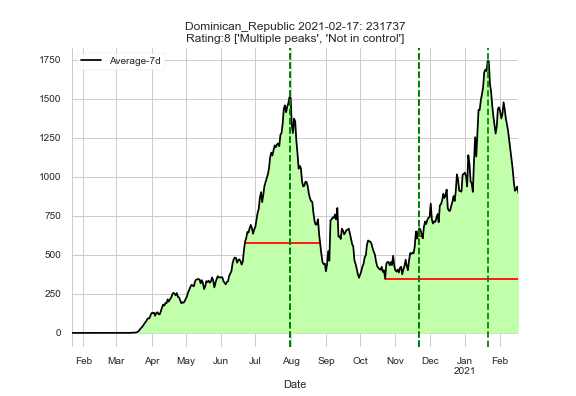 Dominican_Republic 2021-02-17: 231737
Rating:8 ['Multiple peaks', 'Not in control']
Average-7d
1750
1500
1250
1000
750
500
250
0
Feb Mar Apr May Jun Jul Aug Sep Oct Nov Dec Jan Feb
2021
Date